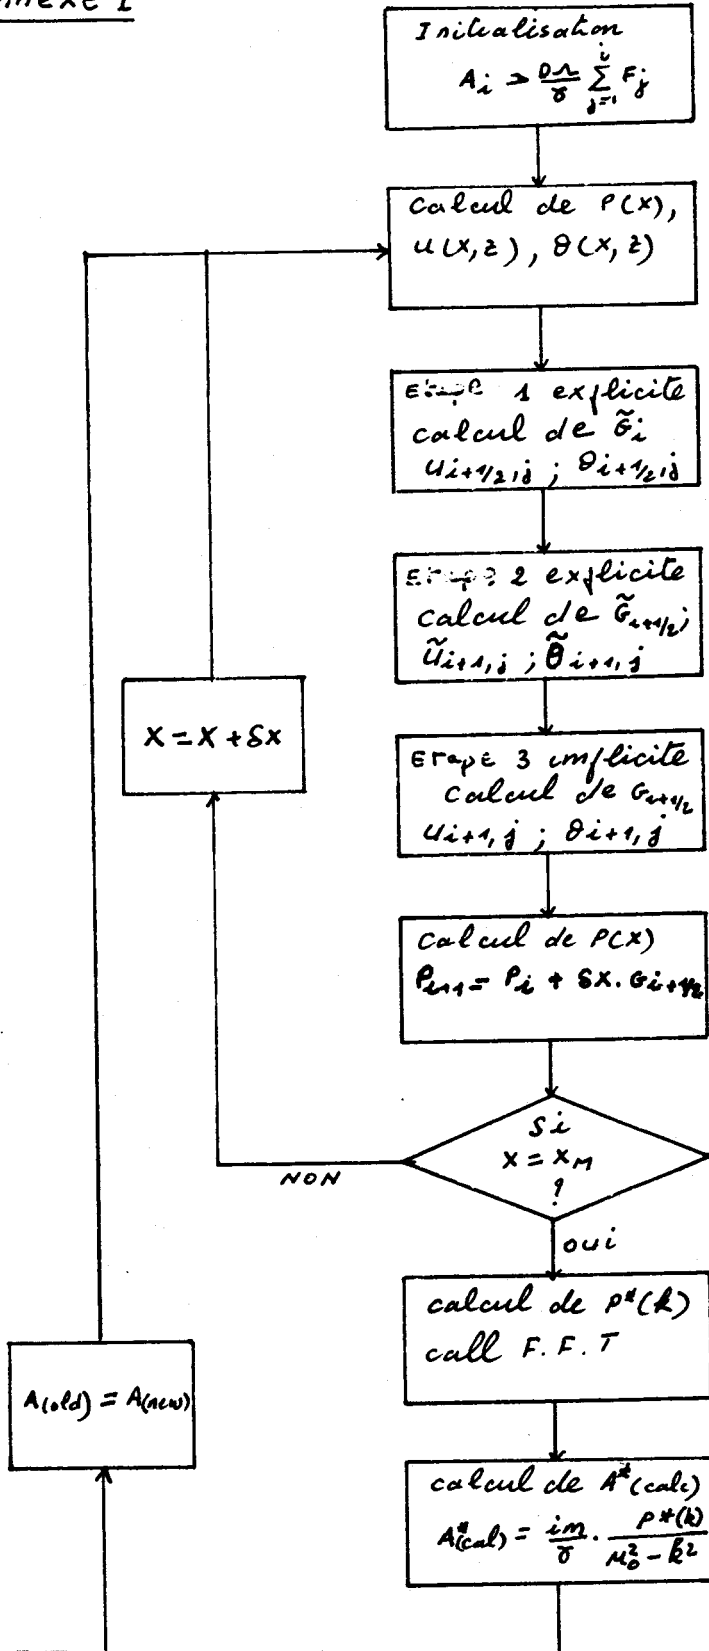 Annexe I
Initialisation
A_i = Δx/γ Σ_{j=1}^{i} F_j
Calcul de P(x),
u(x,z), θ(x,z)
Etape 1 explicite
calcul de G̃_i
u_{i+1/2,j} ; θ_{i+1/2,j}
Etape 2 explicite
calcul de G̃_{i+1/2},
ũ_{i+1,j} ; θ̃_{i+1,j}
x = x + δx
Etape 3 implicite
calcul de G_{i+1/2}
u_{i+1,j} ; θ_{i+1,j}
Calcul de P(x)
P_{i+1} = P_i + δx. G_{i+1/2}
Si
x = x_M
?
NON
oui
calcul de P*(k)
call F.F.T
A(old) = A(new)
calcul de A*(calc)
A*(cal) = im/γ . P*(k)/(μ_0^2 - k^2)